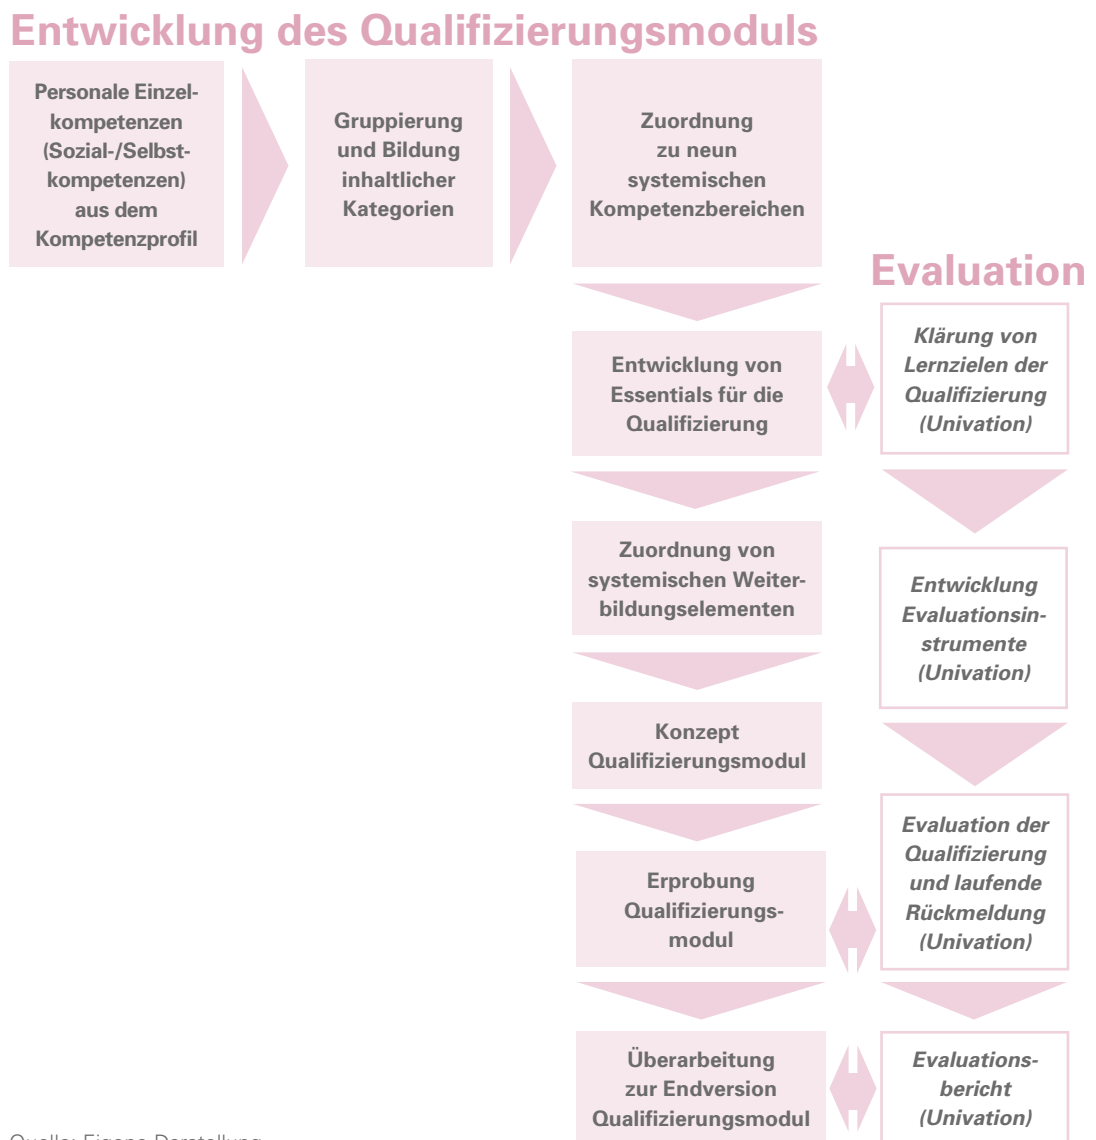 Entwicklung des Qualifizierungsmoduls
Personale Einzel-
kompetenzen
(Sozial-/Selbst-
kompetenzen)
aus dem
Kompetenzprofil
Gruppierung
und Bildung
inhaltlicher
Kategorien
Zuordnung
zu neun
systemischen
Kompetenzbereichen
Evaluation
Entwicklung von
Essentials für die
Qualifizierung
Klärung von
Lernzielen der
Qualifizierung
(Univation)
Zuordnung von
systemischen Weiter-
bildungselementen
Entwicklung
Evaluationsin-
strumente
(Univation)
Konzept
Qualifizierungsmodul
Erprobung
Qualifizierungs-
modul
Evaluation der
Qualifizierung
und laufende
Rückmeldung
(Univation)
Überarbeitung
zur Endversion
Qualifizierungsmodul
Evaluations-
bericht
(Univation)
Quelle: Eigene Darstellung